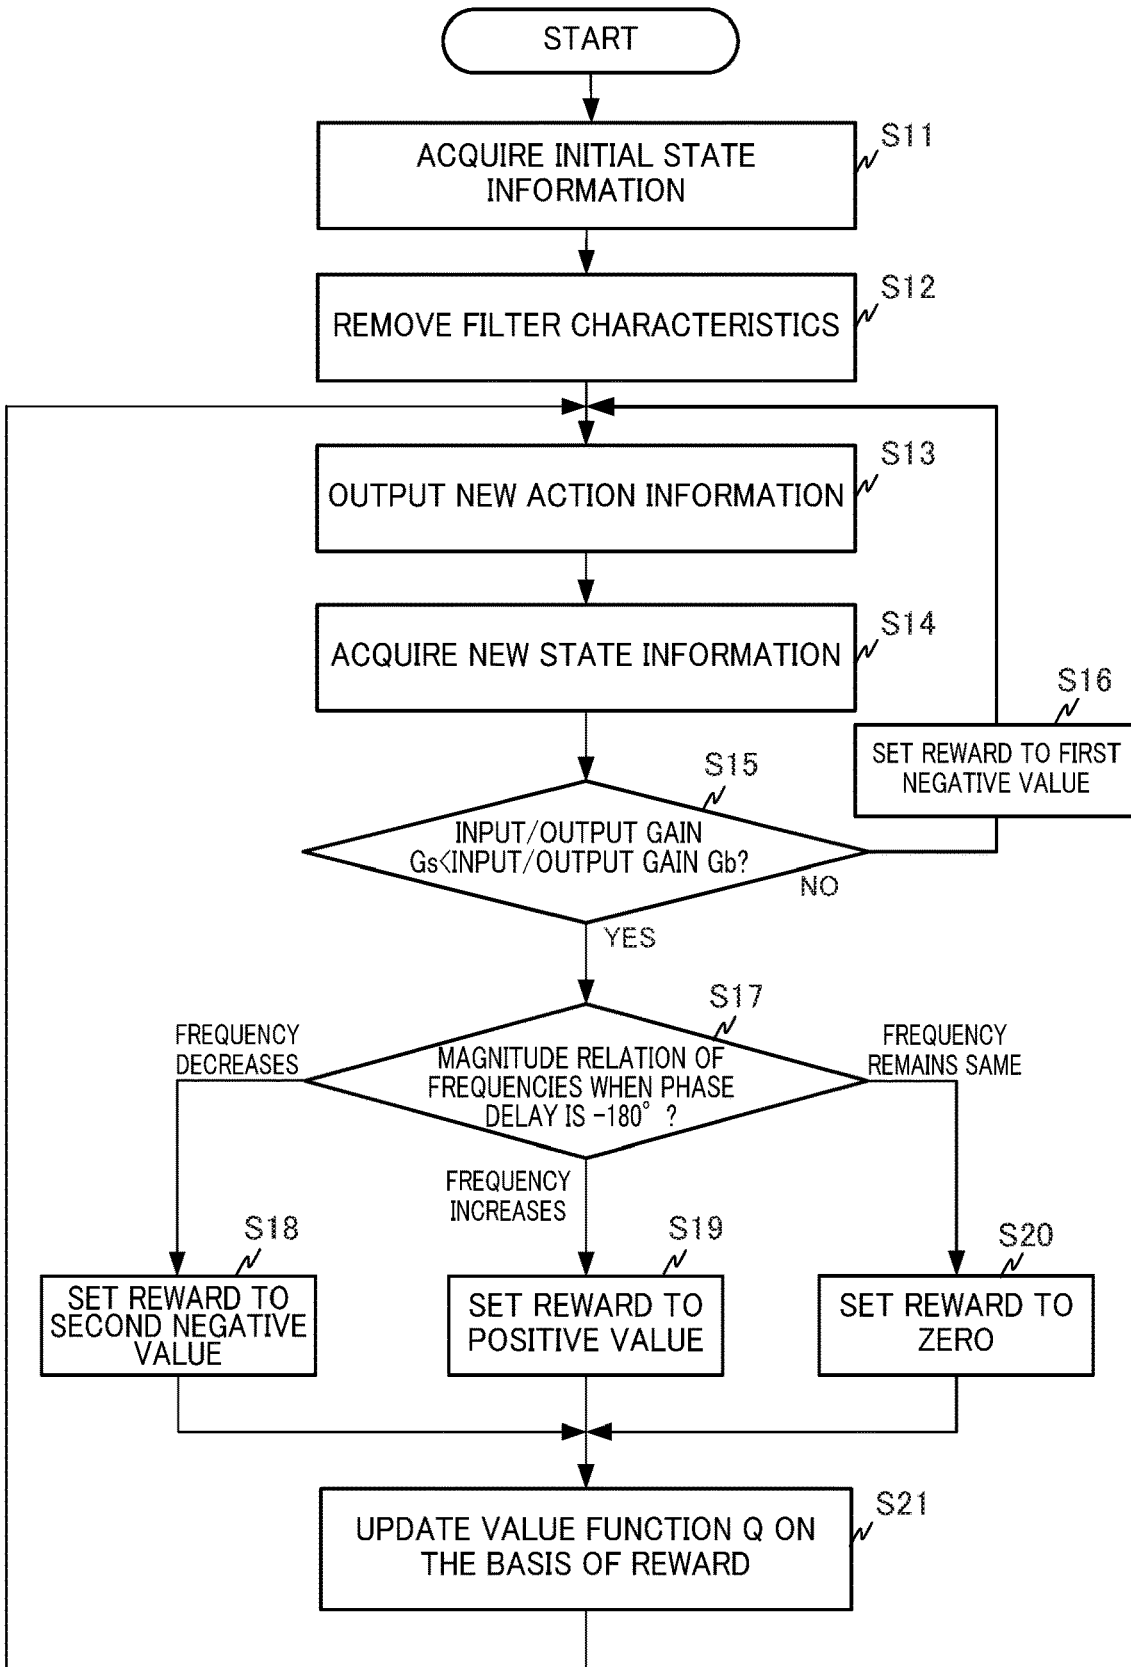 START
S11
ACQUIRE INITIAL STATE
INFORMATION
S12
REMOVE FILTER CHARACTERISTICS
S13
OUTPUT NEW ACTION INFORMATION
S14
ACQUIRE NEW STATE INFORMATION
S16
SET REWARD TO FIRST
NEGATIVE VALUE
S15
INPUT/OUTPUT GAIN
Gs<INPUT/OUTPUT GAIN Gb?
NO
YES
S17
FREQUENCY
DECREASES
MAGNITUDE RELATION OF
FREQUENCIES WHEN PHASE
DELAY IS -180° ?
FREQUENCY
REMAINS SAME
FREQUENCY
INCREASES
S18
SET REWARD TO
SECOND NEGATIVE
VALUE
S19
SET REWARD TO
POSITIVE VALUE
S20
SET REWARD TO
ZERO
S21
UPDATE VALUE FUNCTION Q ON
THE BASIS OF REWARD